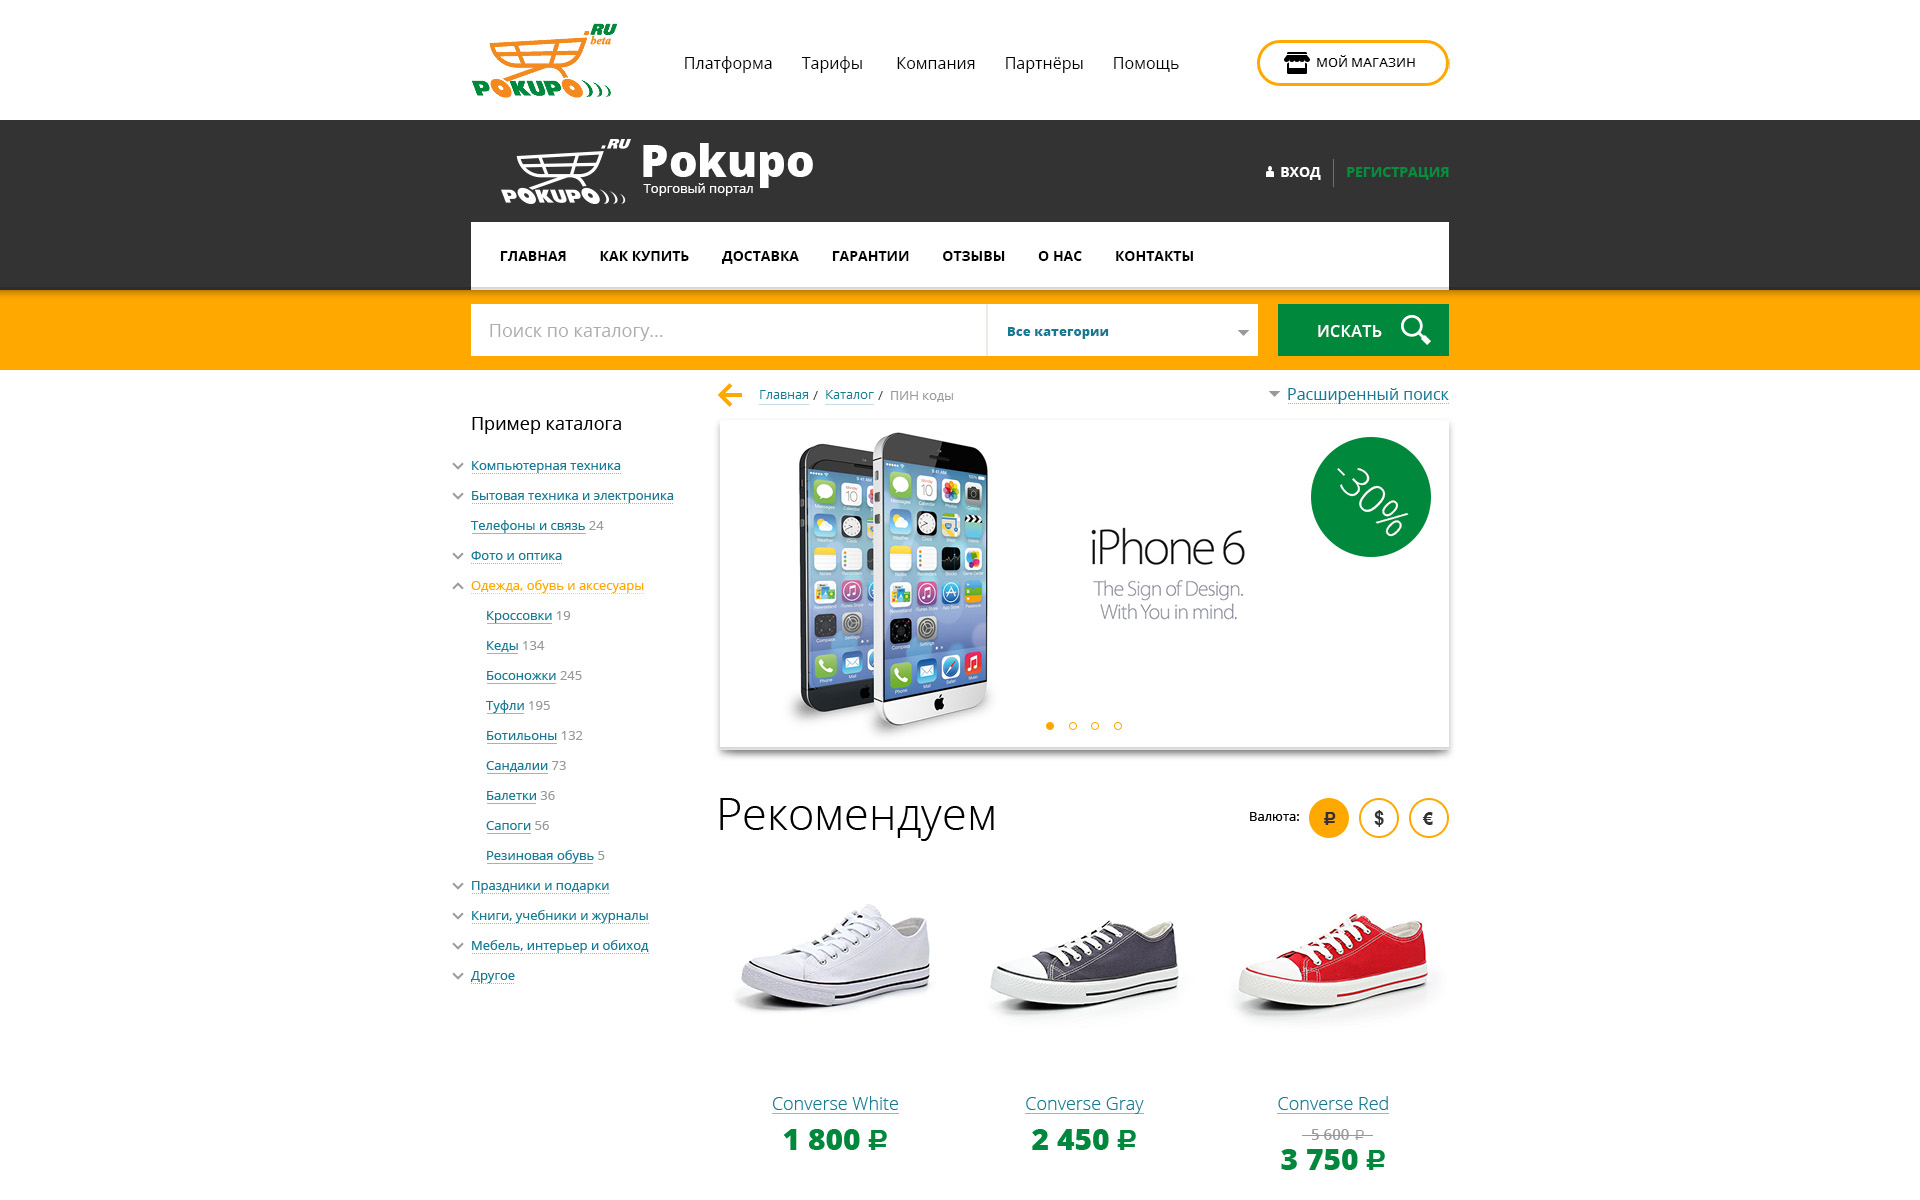 .RU
beta
POKUPO
Платформа Тарифы Компания Партнёры Помощь
МОЙ МАГАЗИН
.RU
POKUPO
Pokupo
Торговый портал
ВХОД РЕГИСТРАЦИЯ
ГЛАВНАЯ КАК КУПИТЬ ДОСТАВКА ГАРАНТИИ ОТЗЫВЫ О НАС КОНТАКТЫ
Поиск по каталогу...
Все категории
ИСКАТЬ
Главная / Каталог / ПИН коды
Расширенный поиск
Пример каталога
Компьютерная техника
Бытовая техника и электроника
Телефоны и связь 24
Фото и оптика
Одежда, обувь и аксесуары
Кроссовки 19
Кеды 134
Босоножки 245
Туфли 195
Ботильоны 132
Сандалии 73
Балетки 36
Сапоги 56
Резиновая обувь 5
Праздники и подарки
Книги, учебники и журналы
Мебель, интерьер и обиход
Другое
-30%
iPhone 6
The Sign of Design.
With You in mind.
Рекомендуем
Валюта: ₽ $ €
Converse White
1 800 ₽
Converse Gray
2 450 ₽
Converse Red
5 600 ₽
3 750 ₽